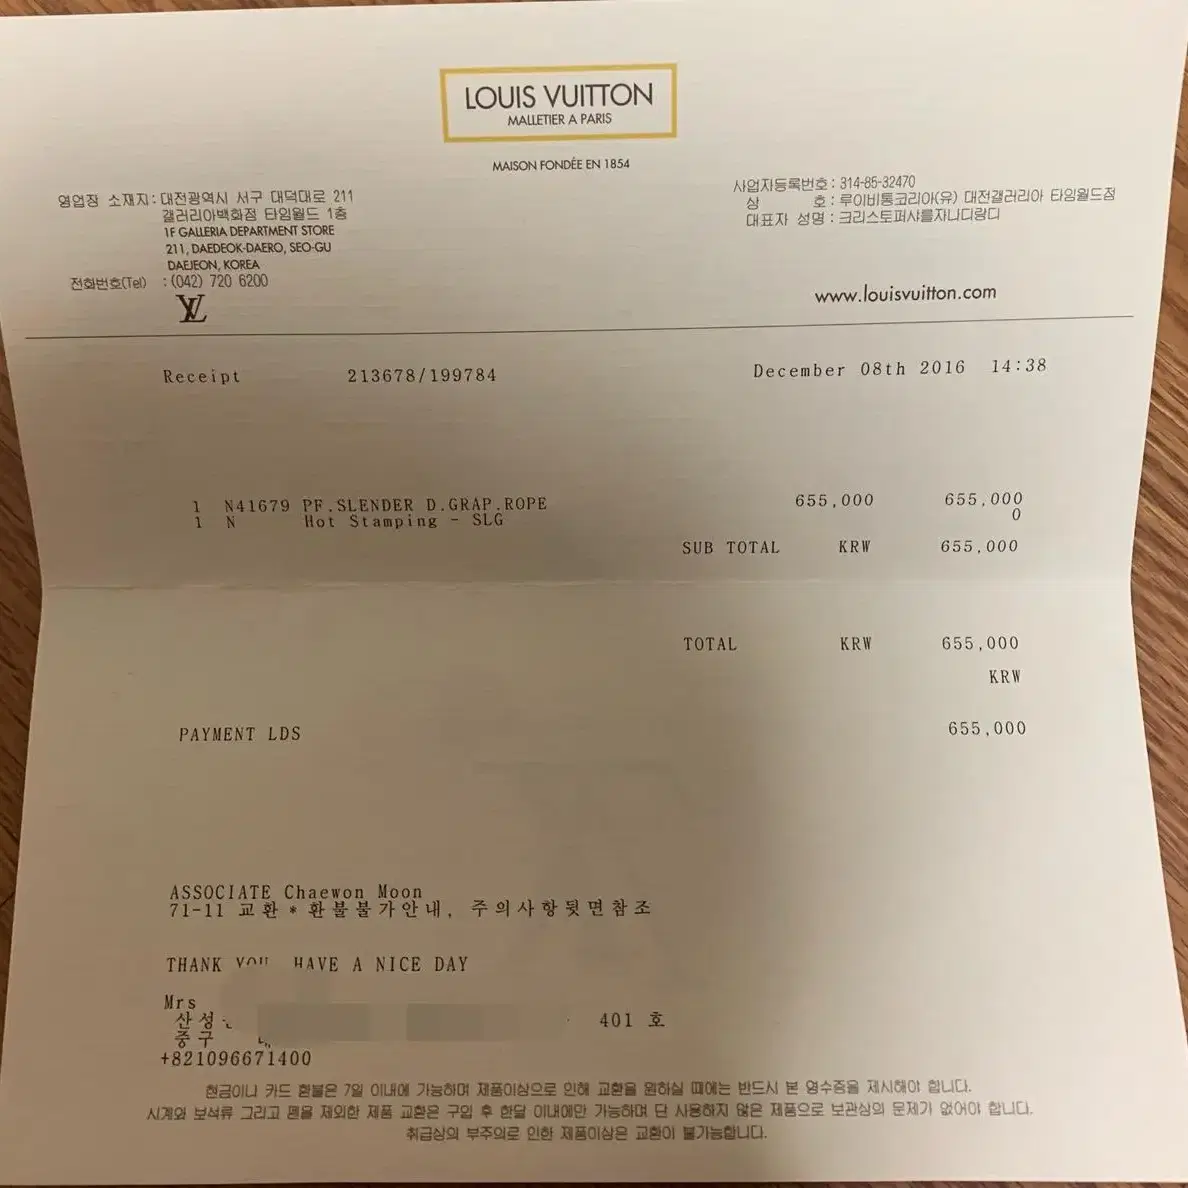 LOUIS VUITTON
MALLETIER A PARIS
MAISON FONDÉE EN 1854
영업장 소재지 : 대전광역시 서구 대덕대로 211
갤러리아백화점 타임월드 1층
1F GALLERIA DEPARTMENT STORE
211, DAEDEOK-DAERO, SEO-GU
DAEJEON, KOREA
전화번호(Tel) : (042) 720 6200
LV
사업자등록번호 : 314-85-32470
상 호 : 루이비통코리아(유) 대전갤러리아 타임월드점
대표자 성명 : 크리스토퍼샤를자니다랑디
www.louisvuitton.com
Receipt 213678/199784 December 08th 2016 14:38
1 N41679 PF.SLENDER D.GRAP.ROPE 655,000 655,000
1 N Hot Stamping - SLG 0
SUB TOTAL KRW 655,000
TOTAL KRW 655,000
KRW
PAYMENT LDS 655,000
ASSOCIATE Chaewon Moon
71-11 교환*환불불가안내, 주의사항뒷면참조
THANK YOU HAVE A NICE DAY
Mrs
산성 401 호
중구
+821096671400
현금이나 카드 환불은 7일 이내에 가능하며 제품이상으로 인해 교환을 원하실 때에는 반드시 본 영수증을 제시해야 합니다.
시계와 보석류 그리고 펜을 제외한 제품 교환은 구입 후 한달 이내에만 가능하며 단 사용하지 않은 제품으로 보관상의 문제가 없어야 합니다.
취급상의 부주의로 인한 제품이상은 교환이 불가능합니다.